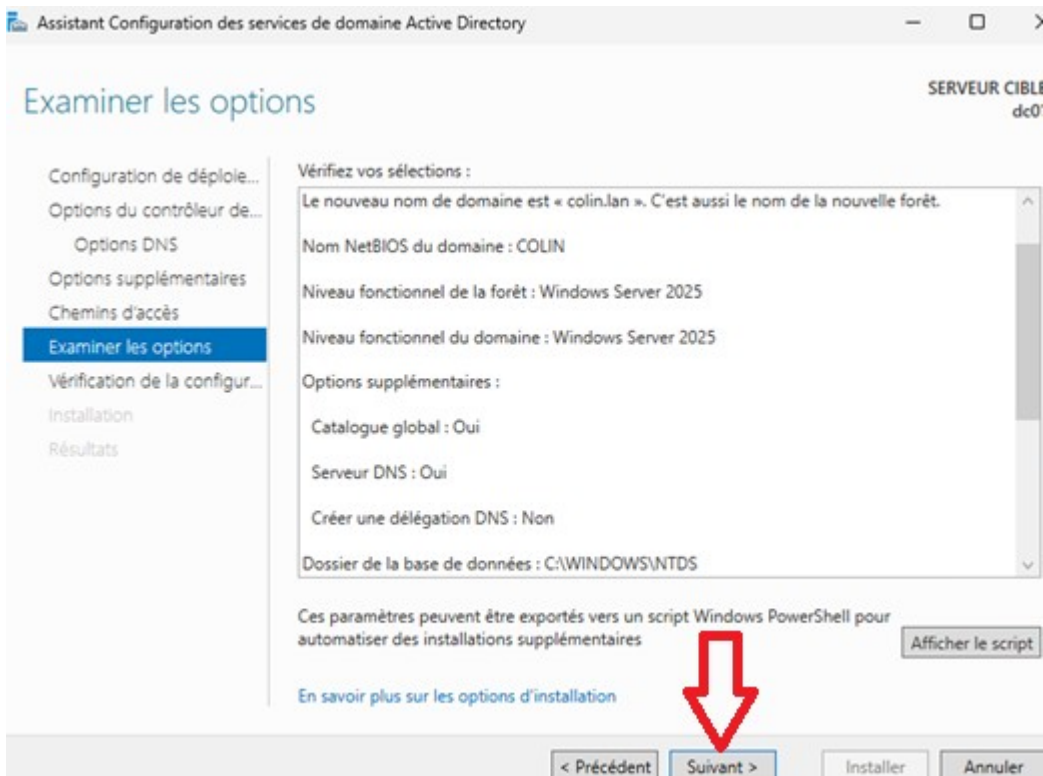 Assistant Configuration des services de domaine Active Directory
Examiner les options
SERVEUR CIBLE
dc01
Configuration de déploie...
Options du contrôleur de...
Options DNS
Options supplémentaires
Chemins d'accès
Examiner les options
Vérification de la configur...
Installation
Résultats
Vérifiez vos sélections :
Le nouveau nom de domaine est « colin.lan ». C'est aussi le nom de la nouvelle forêt.
Nom NetBIOS du domaine : COLIN
Niveau fonctionnel de la forêt : Windows Server 2025
Niveau fonctionnel du domaine : Windows Server 2025
Options supplémentaires :
Catalogue global : Oui
Serveur DNS : Oui
Créer une délégation DNS : Non
Dossier de la base de données : C:\WINDOWS\NTDS
Ces paramètres peuvent être exportés vers un script Windows PowerShell pour
automatiser des installations supplémentaires
Afficher le script
En savoir plus sur les options d'installation
< Précédent
Suivant >
Installer
Annuler